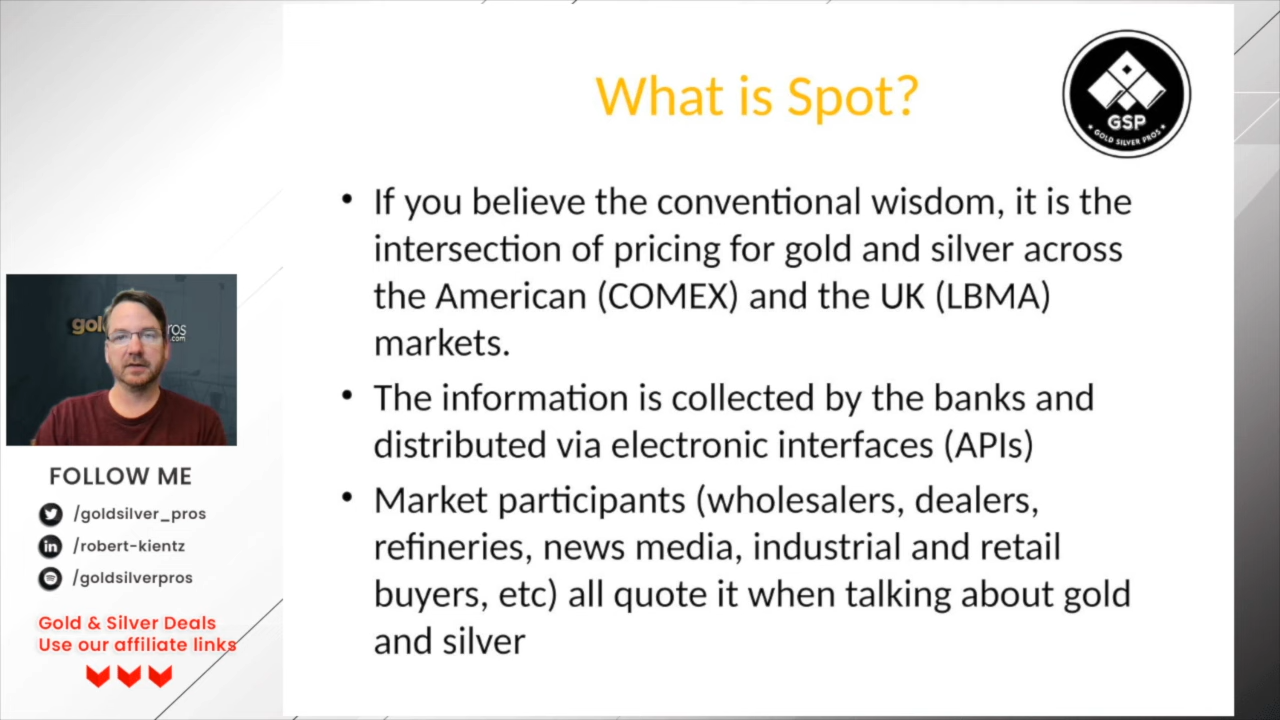 What is Spot?
GSP
GOLD SILVER PROS
• If you believe the conventional wisdom, it is the
intersection of pricing for gold and silver across
the American (COMEX) and the UK (LBMA)
markets.
• The information is collected by the banks and
distributed via electronic interfaces (APIs)
• Market participants (wholesalers, dealers,
refineries, news media, industrial and retail
buyers, etc) all quote it when talking about gold
and silver
gol ros
.com
FOLLOW ME
/goldsilver_pros
in /robert-kientz
/goldsilverpros
Gold & Silver Deals
Use our affiliate links